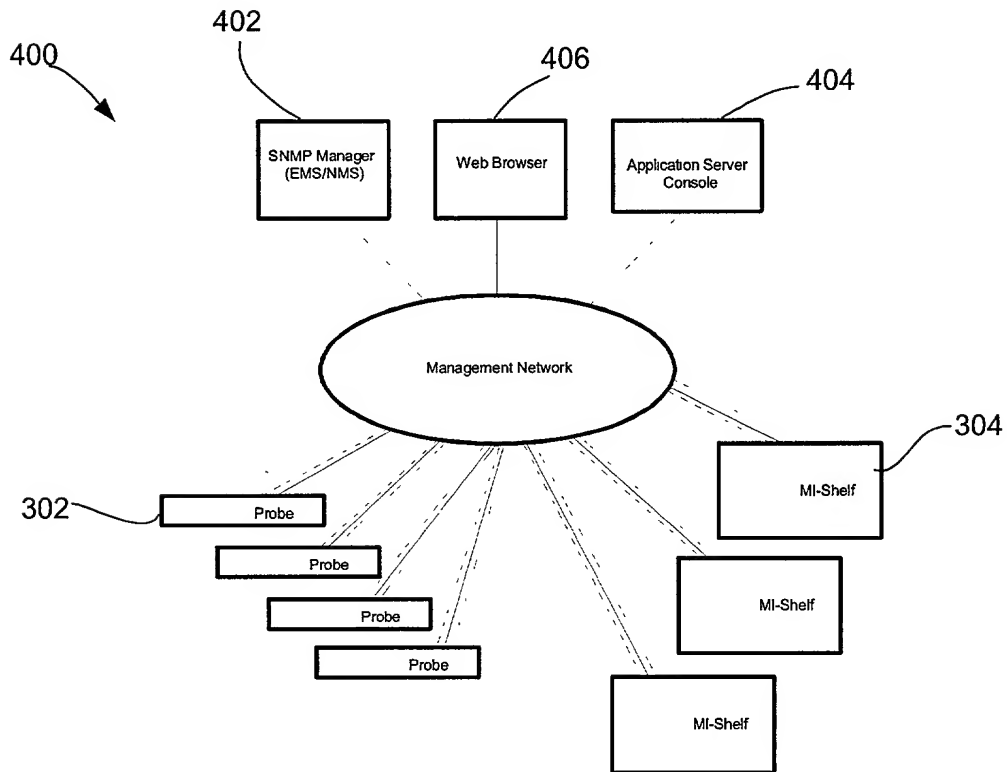 402
400
406
404
SNMP Manager
(EMS/NMS)
Web Browser
Application Server
Console
Management Network
304
MI-Shelf
302
Probe
Probe
MI-Shelf
Probe
Probe
MI-Shelf